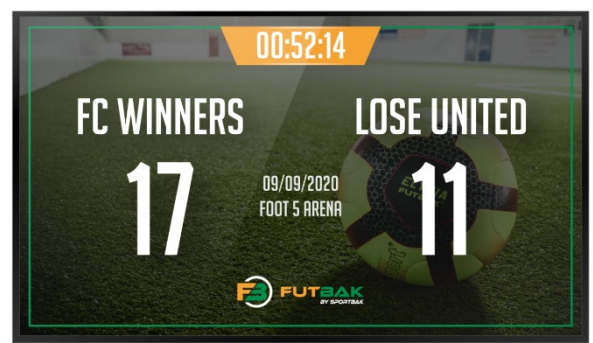 00:52:14
FC WINNERS
LOSE UNITED
17
11
09/09/2020
FOOT 5 ARENA
FUTBAK
BY SPORTBAK